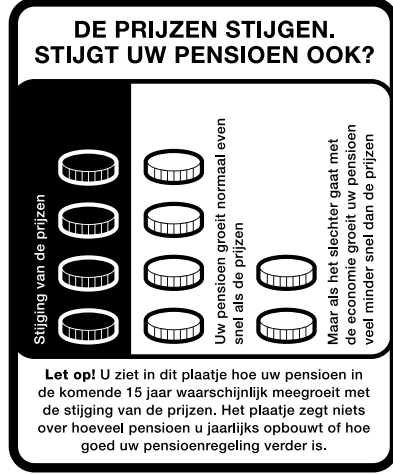 DE PRIJZEN STIJGEN.
STIJGT UW PENSIOEN OOK?
Stijging van de prijzen
Uw pensioen groeit normaal even
snel als de prijzen
Maar als het slechter gaat met
de economie groeit uw pensioen
veel minder snel dan de prijzen
Let op! U ziet in dit plaatje hoe uw pensioen in
de komende 15 jaar waarschijnlijk meegroeit met
de stijging van de prijzen. Het plaatje zegt niets
over hoeveel pensioen u jaarlijks opbouwt of hoe
goed uw pensioenregeling verder is.